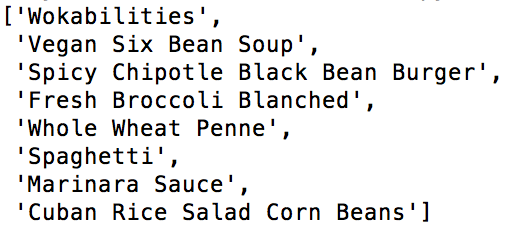 ['Wokabilities',
'Vegan Six Bean Soup',
'Spicy Chipotle Black Bean Burger',
'Fresh Broccoli Blanched',
'Whole Wheat Penne',
'Spaghetti',
'Marinara Sauce',
'Cuban Rice Salad Corn Beans']